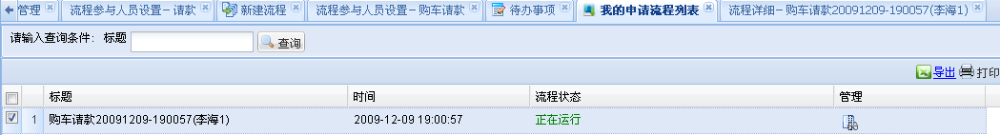 管理 流程参与人员设置－请款 新建流程 流程参与人员设置－购车请款 待办事项 我的申请流程列表 流程详细－购车请款20091209-190057(李海1)
请输入查询条件： 标题 查询
导出 打印
标题 时间 流程状态 管理
1 购车请款20091209-190057(李海1) 2009-12-09 19:00:57 正在运行